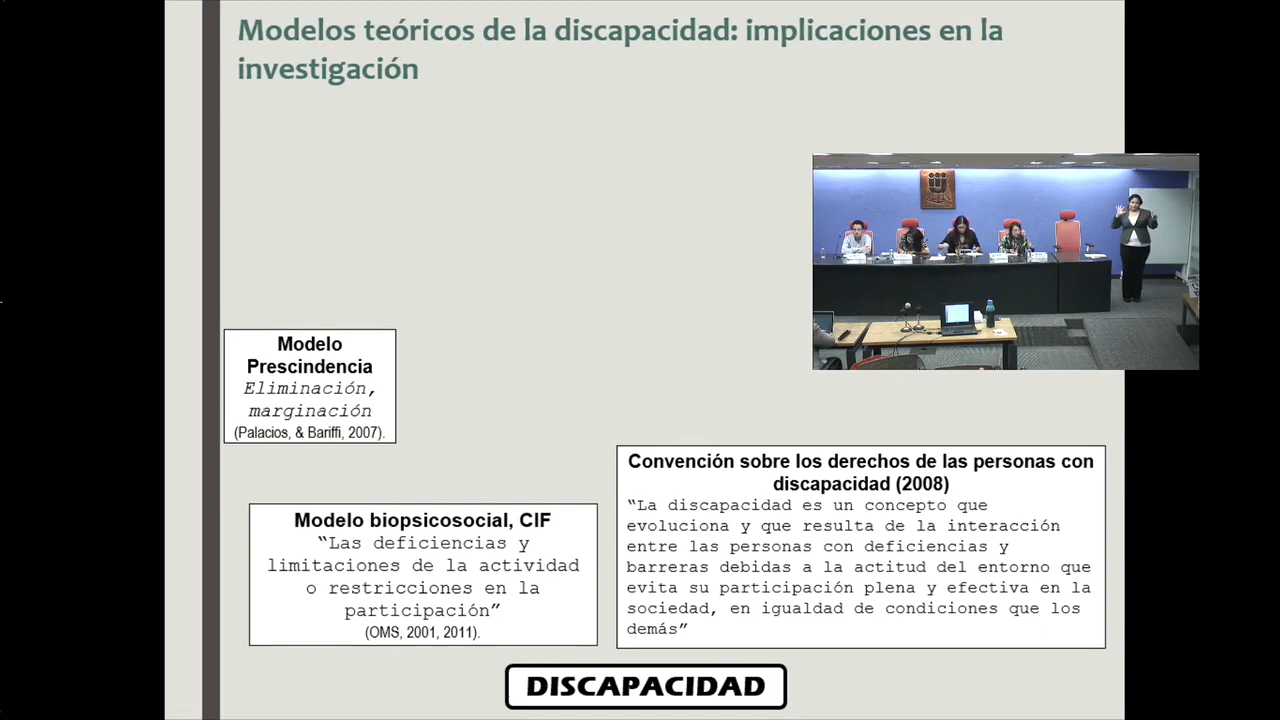 Modelos teóricos de la discapacidad: implicaciones en la
investigación
Modelo
Prescindencia
Eliminación,
marginación
(Palacios, & Bariffi, 2007).
Modelo biopsicosocial, CIF
“Las deficiencias y
limitaciones de la actividad
o restricciones en la
participación”
(OMS, 2001, 2011).
Convención sobre los derechos de las personas con
discapacidad (2008)
“La discapacidad es un concepto que
evoluciona y que resulta de la interacción
entre las personas con deficiencias y
barreras debidas a la actitud del entorno que
evita su participación plena y efectiva en la
sociedad, en igualdad de condiciones que los
demás”
DISCAPACIDAD